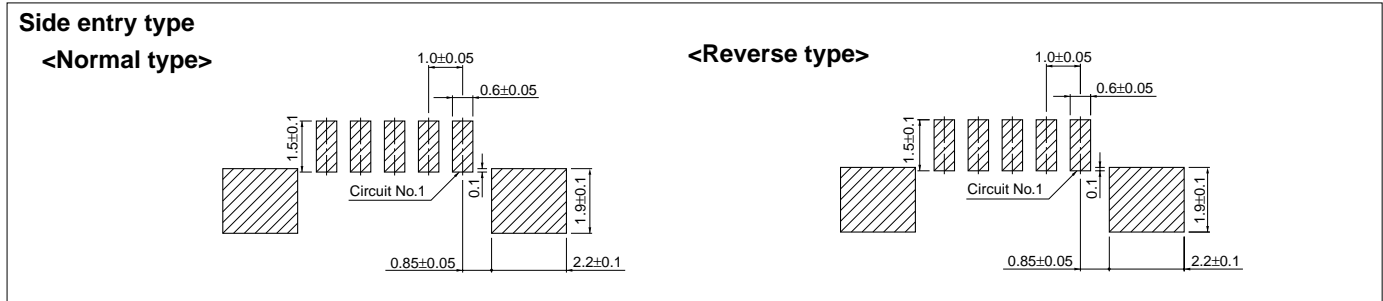 Side entry type
<Normal type>
1.0±0.05
0.6±0.05
1.5±0.1
Circuit No.1
0.1
1.9±0.1
0.85±0.05
2.2±0.1
<Reverse type>
1.0±0.05
0.6±0.05
1.5±0.1
Circuit No.1
0.1
1.9±0.1
0.85±0.05
2.2±0.1